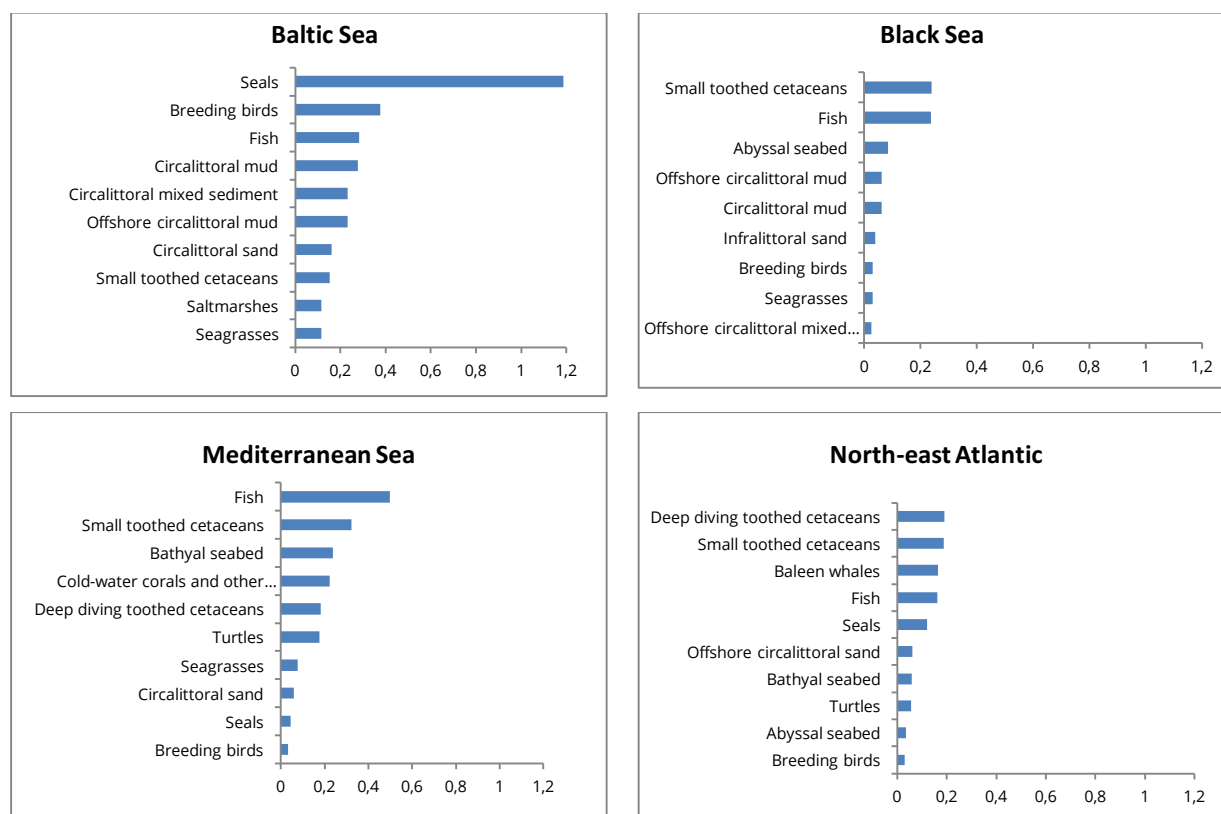 Baltic Sea
Seals
Breeding birds
Fish
Circalittoral mud
Circalittoral mixed sediment
Offshore circalittoral mud
Circalittoral sand
Small toothed cetaceans
Saltmarshes
Seagrasses
0 0,2 0,4 0,6 0,8 1 1,2
Black Sea
Small toothed cetaceans
Fish
Abyssal seabed
Offshore circalittoral mud
Circalittoral mud
Infralittoral sand
Breeding birds
Seagrasses
Offshore circalittoral mixed...
0 0,2 0,4 0,6 0,8 1 1,2
Mediterranean Sea
Fish
Small toothed cetaceans
Bathyal seabed
Cold-water corals and other...
Deep diving toothed cetaceans
Turtles
Seagrasses
Circalittoral sand
Seals
Breeding birds
0 0,2 0,4 0,6 0,8 1 1,2
North-east Atlantic
Deep diving toothed cetaceans
Small toothed cetaceans
Baleen whales
Fish
Seals
Offshore circalittoral sand
Bathyal seabed
Turtles
Abyssal seabed
Breeding birds
0 0,2 0,4 0,6 0,8 1 1,2